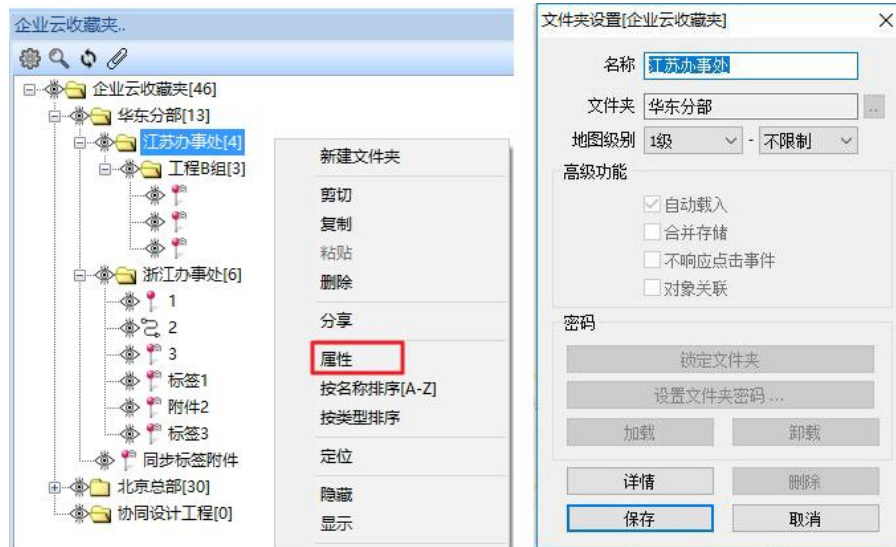 企业云收藏夹..
企业云收藏夹[46]
华东分部[13]
江苏办事处[4]
工程B组[3]
浙江办事处[6]
1
2
3
标签1
附件2
标签3
同步标签附件
北京总部[30]
协同设计工程[0]
新建文件夹
剪切
复制
粘贴
删除
分享
属性
按名称排序[A-Z]
按类型排序
定位
隐藏
显示
文件夹设置[企业云收藏夹]
名称 江苏办事处
文件夹 华东分部 ..
地图级别 1级 - 不限制
高级功能
自动载入
合并存储
不响应点击事件
对象关联
密码
锁定文件夹
设置文件夹密码 ...
加载 卸载
详情 删除
保存 取消